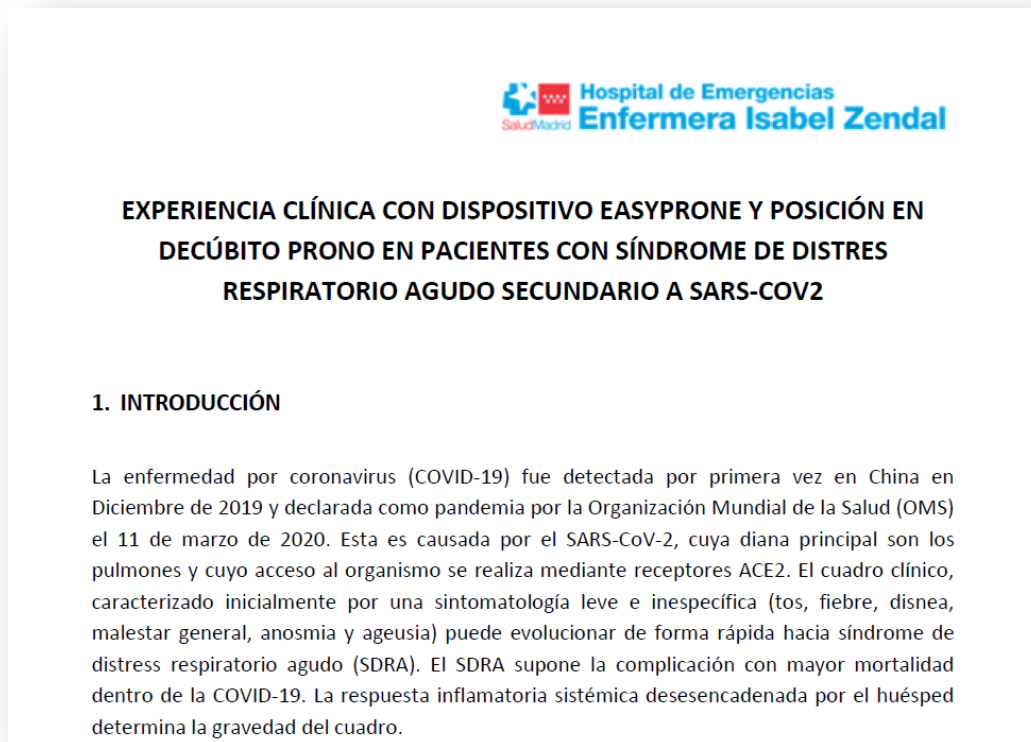 Hospital de Emergencias
SaludMadrid Enfermera Isabel Zendal
EXPERIENCIA CLÍNICA CON DISPOSITIVO EASYPRONE Y POSICIÓN EN
DECÚBITO PRONO EN PACIENTES CON SÍNDROME DE DISTRES
RESPIRATORIO AGUDO SECUNDARIO A SARS-COV2
1. INTRODUCCIÓN
La enfermedad por coronavirus (COVID-19) fue detectada por primera vez en China en
Diciembre de 2019 y declarada como pandemia por la Organización Mundial de la Salud (OMS)
el 11 de marzo de 2020. Esta es causada por el SARS-CoV-2, cuya diana principal son los
pulmones y cuyo acceso al organismo se realiza mediante receptores ACE2. El cuadro clínico,
caracterizado inicialmente por una sintomatología leve e inespecífica (tos, fiebre, disnea,
malestar general, anosmia y ageusia) puede evolucionar de forma rápida hacia síndrome de
distress respiratorio agudo (SDRA). El SDRA supone la complicación con mayor mortalidad
dentro de la COVID-19. La respuesta inflamatoria sistémica desesencadenada por el huésped
determina la gravedad del cuadro.